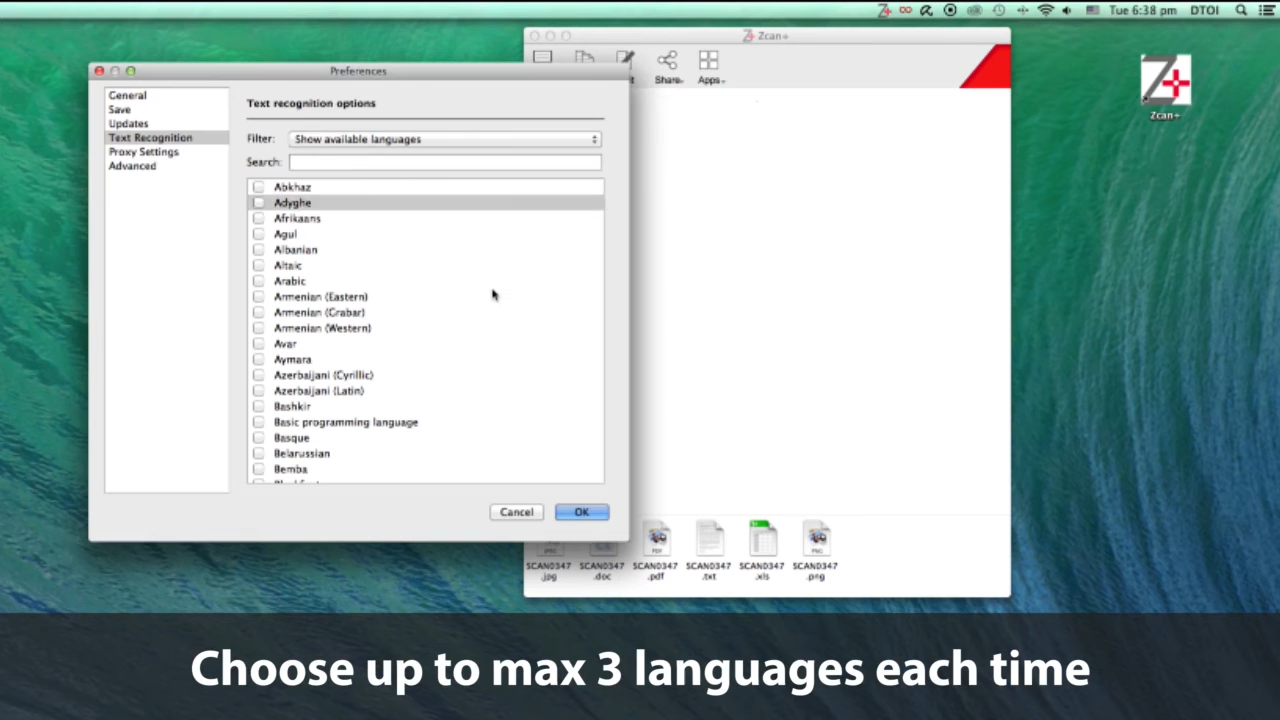 Tue 6:38 pm DTOI
Zcan+
Share
Apps
Zcan+
Preferences
General
Save
Updates
Text Recognition
Proxy Settings
Advanced
Text recognition options
Filter: Show available languages
Search:
Abkhaz
Adyghe
Afrikaans
Agul
Albanian
Altaic
Arabic
Armenian (Eastern)
Armenian (Grabar)
Armenian (Western)
Avar
Aymara
Azerbaijani (Cyrillic)
Azerbaijani (Latin)
Bashkir
Basic programming language
Basque
Belarussian
Bemba
Cancel OK
SCAN0347 SCAN0347 SCAN0347 SCAN0347 SCAN0347 SCAN0347
.jpg .doc .pdf .txt .xls .png
Choose up to max 3 languages each time